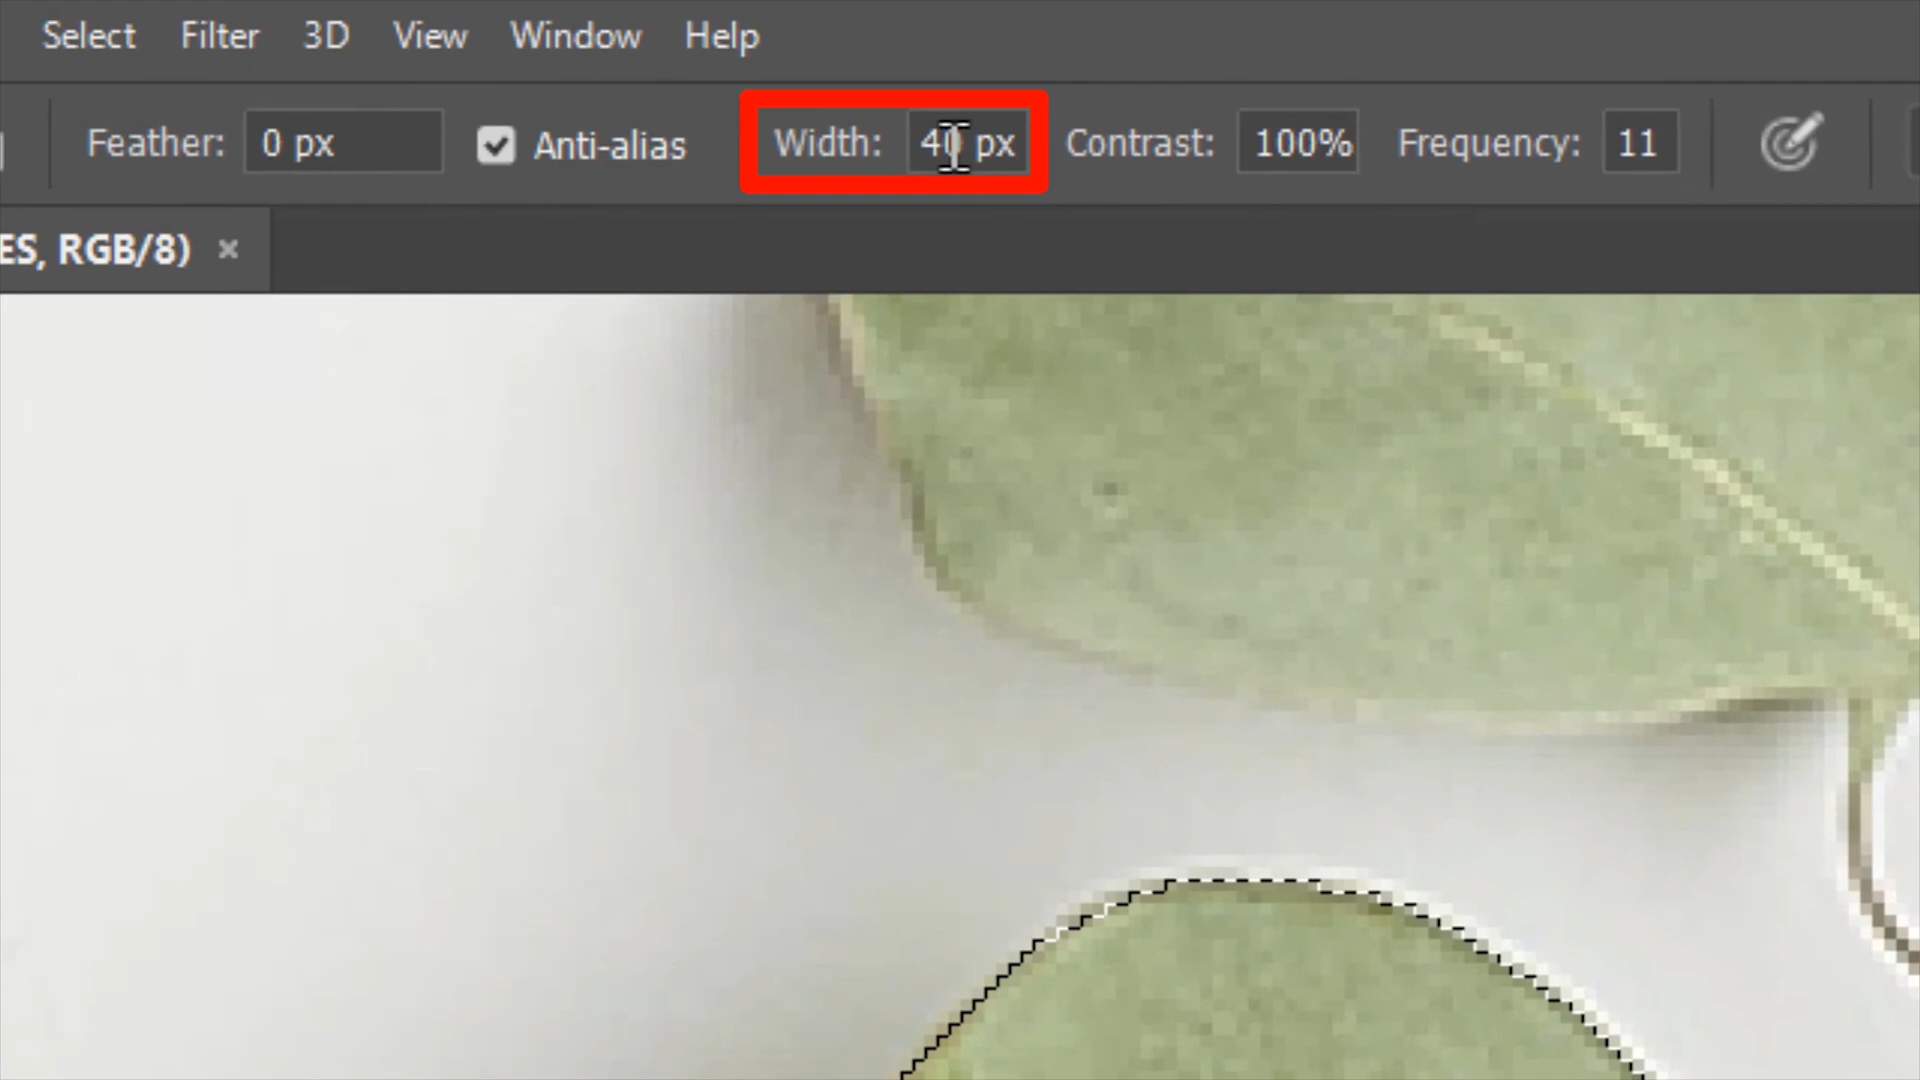 Select Filter 3D View Window Help
Feather: 0 px Anti-alias Width: 40 px Contrast: 100% Frequency: 11
ES, RGB/8) ×